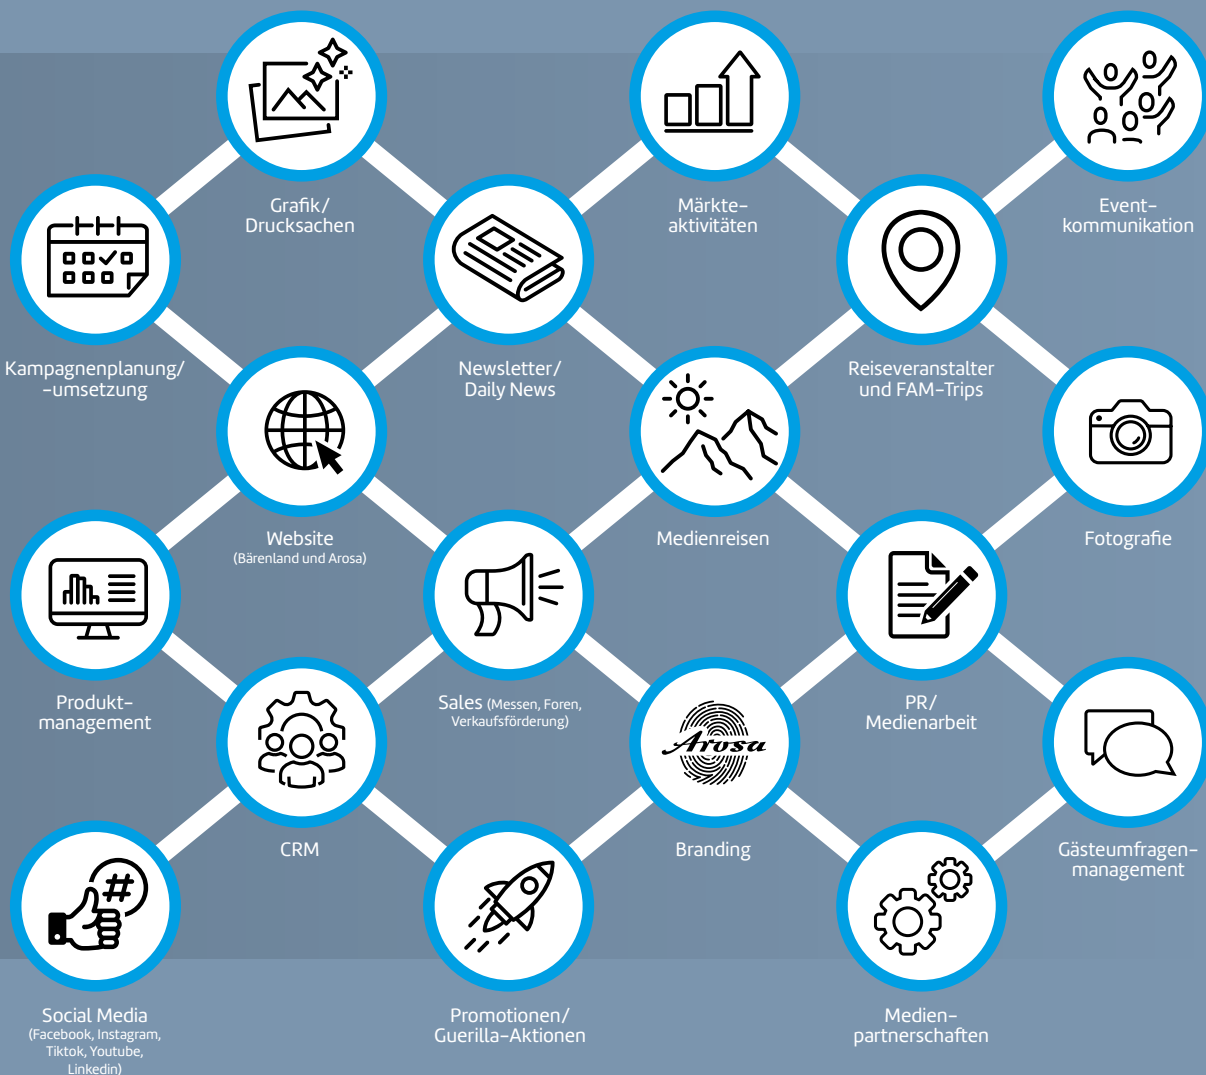 Grafik/
Drucksachen
Märkte-
aktivitäten
Event-
kommunikation
Kampagnenplanung/
-umsetzung
Newsletter/
Daily News
Reiseveranstalter
und FAM-Trips
Website
(Bärenland und Arosa)
Medienreisen
Fotografie
Produkt-
management
Sales (Messen, Foren,
Verkaufsförderung)
PR/
Medienarbeit
Arosa
CRM
Branding
Gästeumfragen-
management
#
Social Media
(Facebook, Instagram,
Tiktok, Youtube,
Linkedin)
Promotionen/
Guerilla-Aktionen
Medien-
partnerschaften